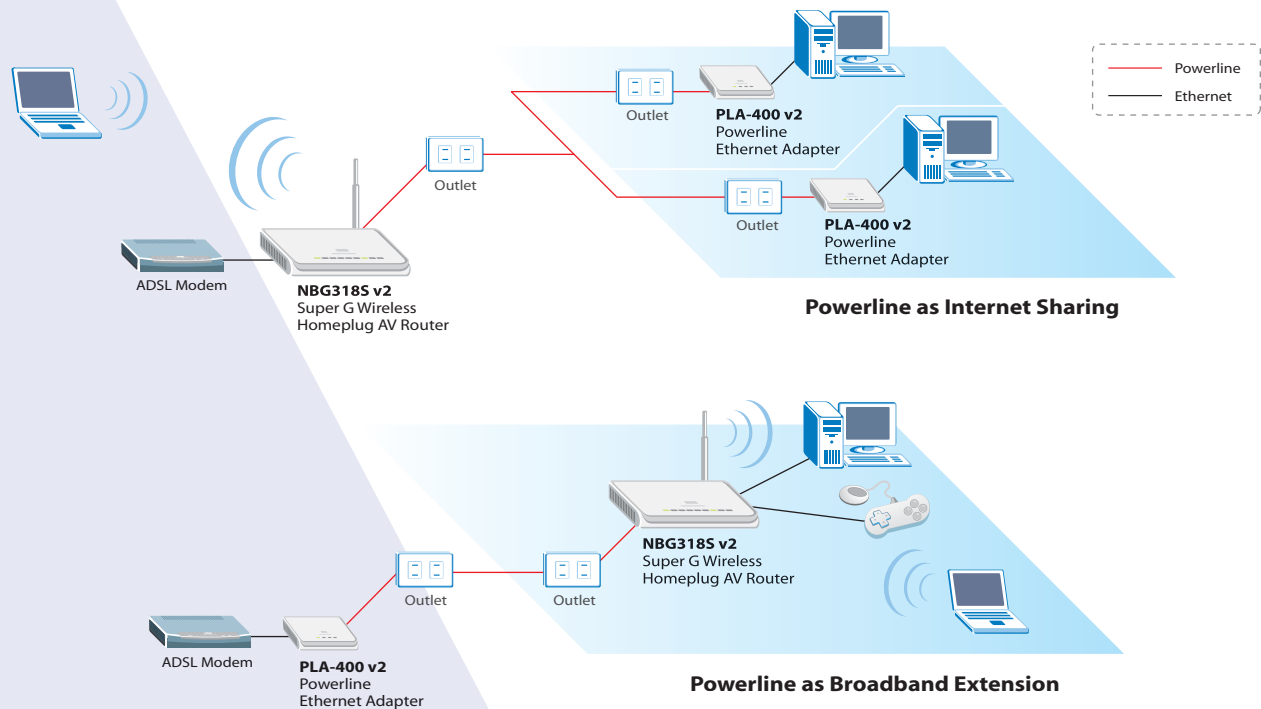 Powerline
Ethernet
Outlet
PLA-400 v2
Powerline
Ethernet Adapter
Outlet
Outlet
PLA-400 v2
Powerline
Ethernet Adapter
ADSL Modem
NBG318S v2
Super G Wireless
Homeplug AV Router
Powerline as Internet Sharing
NBG318S v2
Super G Wireless
Homeplug AV Router
Outlet
Outlet
ADSL Modem
PLA-400 v2
Powerline
Ethernet Adapter
Powerline as Broadband Extension